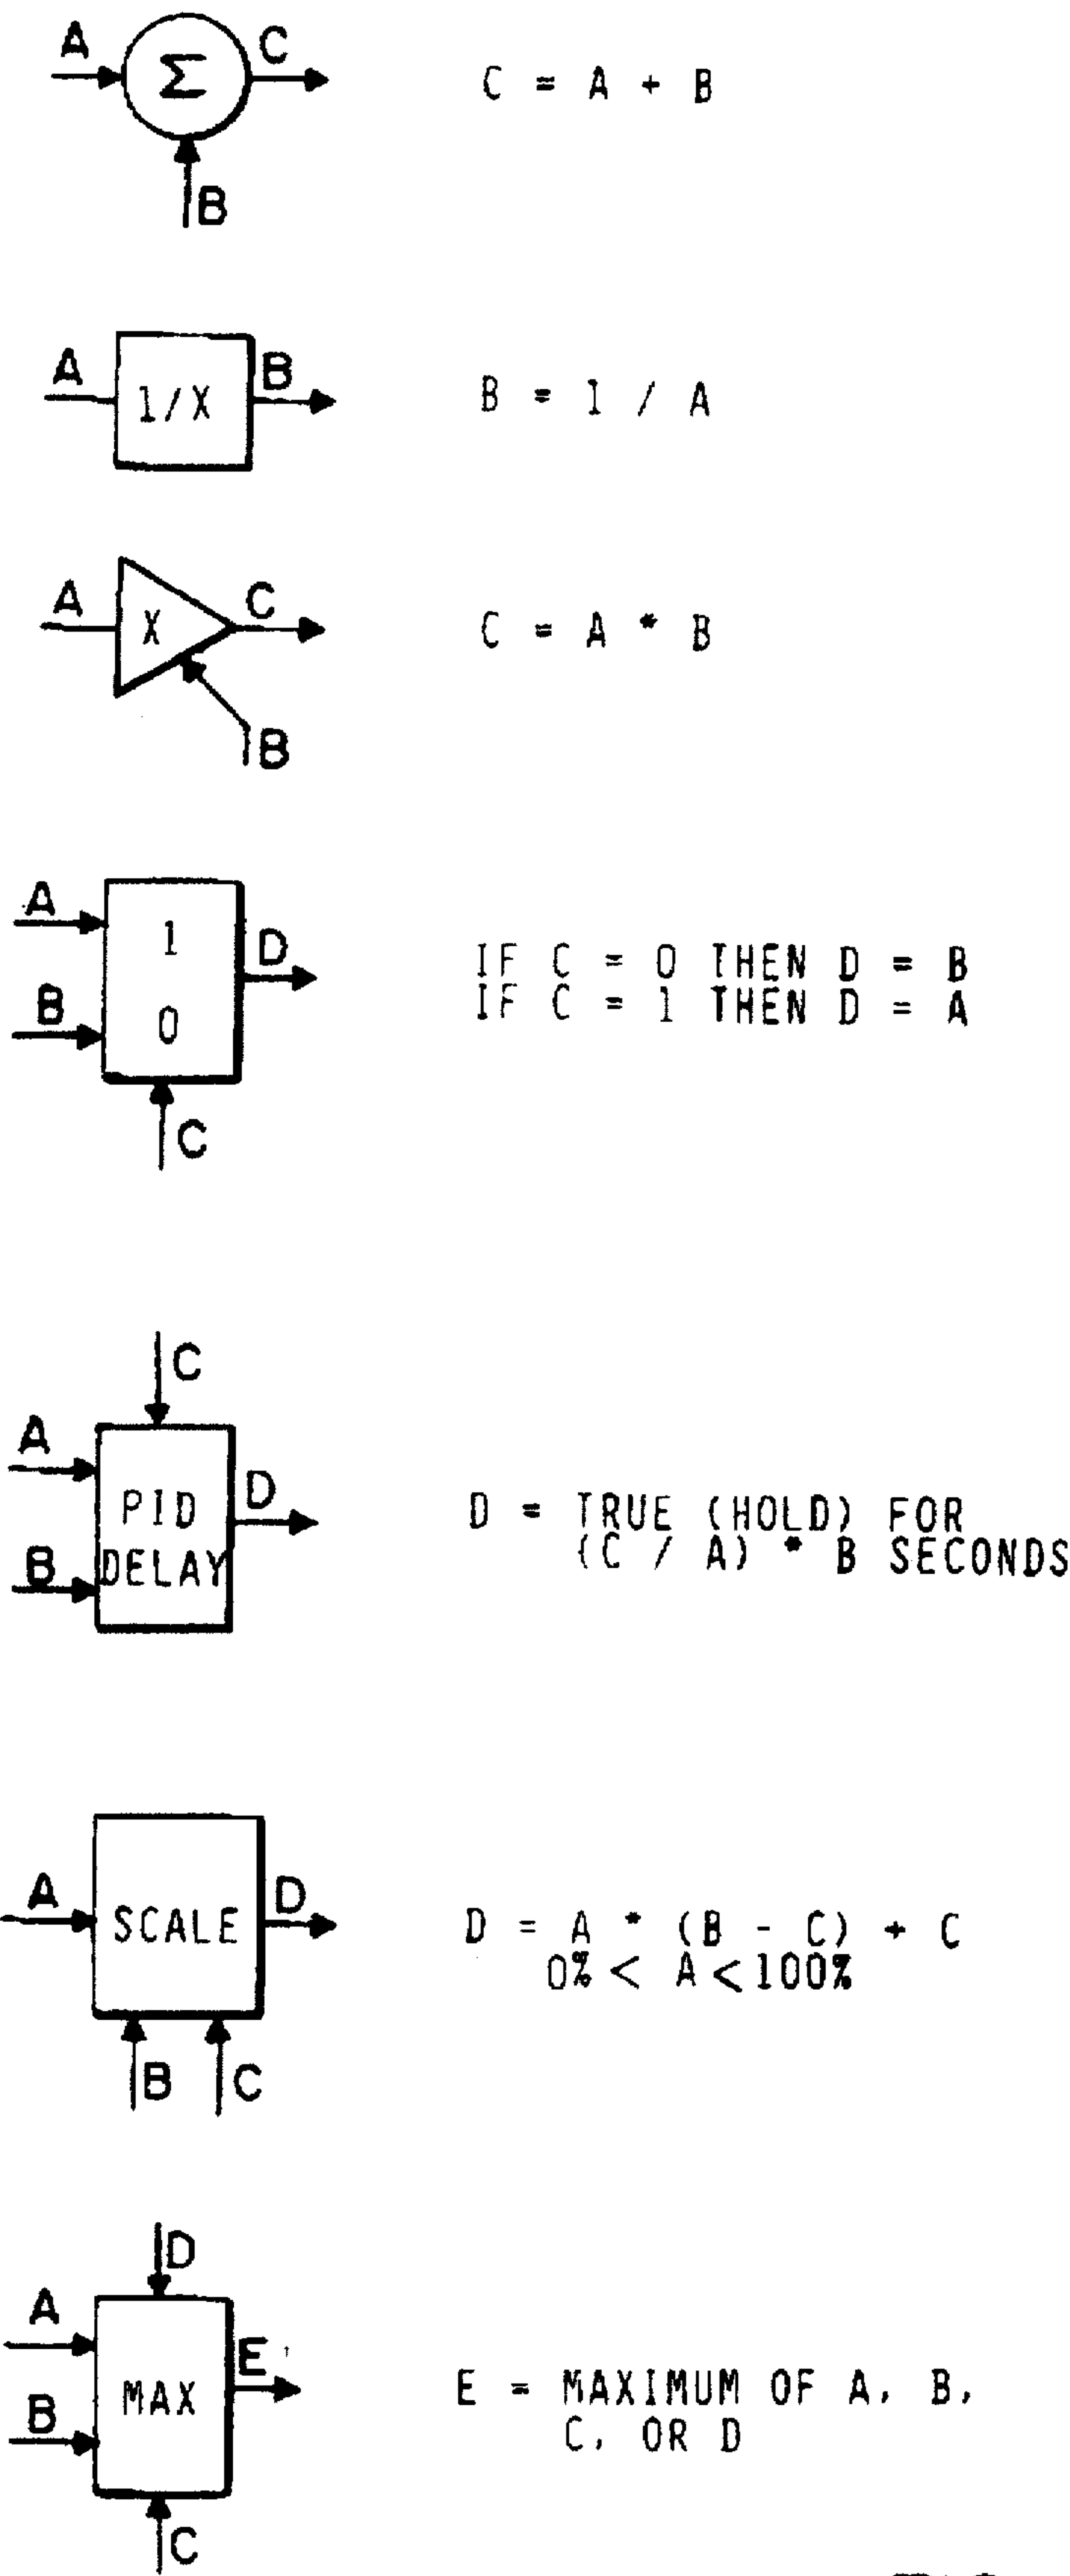 A Σ C
B
C = A + B
A 1/X B
B = 1 / A
A X C
B
C = A * B
A 1 D
B 0
C
IF C = 0 THEN D = B
IF C = 1 THEN D = A
C
A PID D
B DELAY
D = TRUE (HOLD) FOR
(C / A) * B SECONDS
A SCALE D
B C
D = A * (B - C) + C
0% < A < 100%
D
A E
B MAX
C
E = MAXIMUM OF A, B,
C, OR D